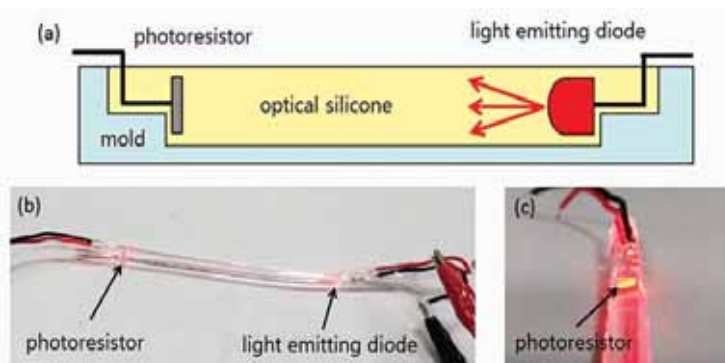 (a)
photoresistor
light emitting diode
optical silicone
mold
(b)
photoresistor
light emitting diode
(c)
photoresistor